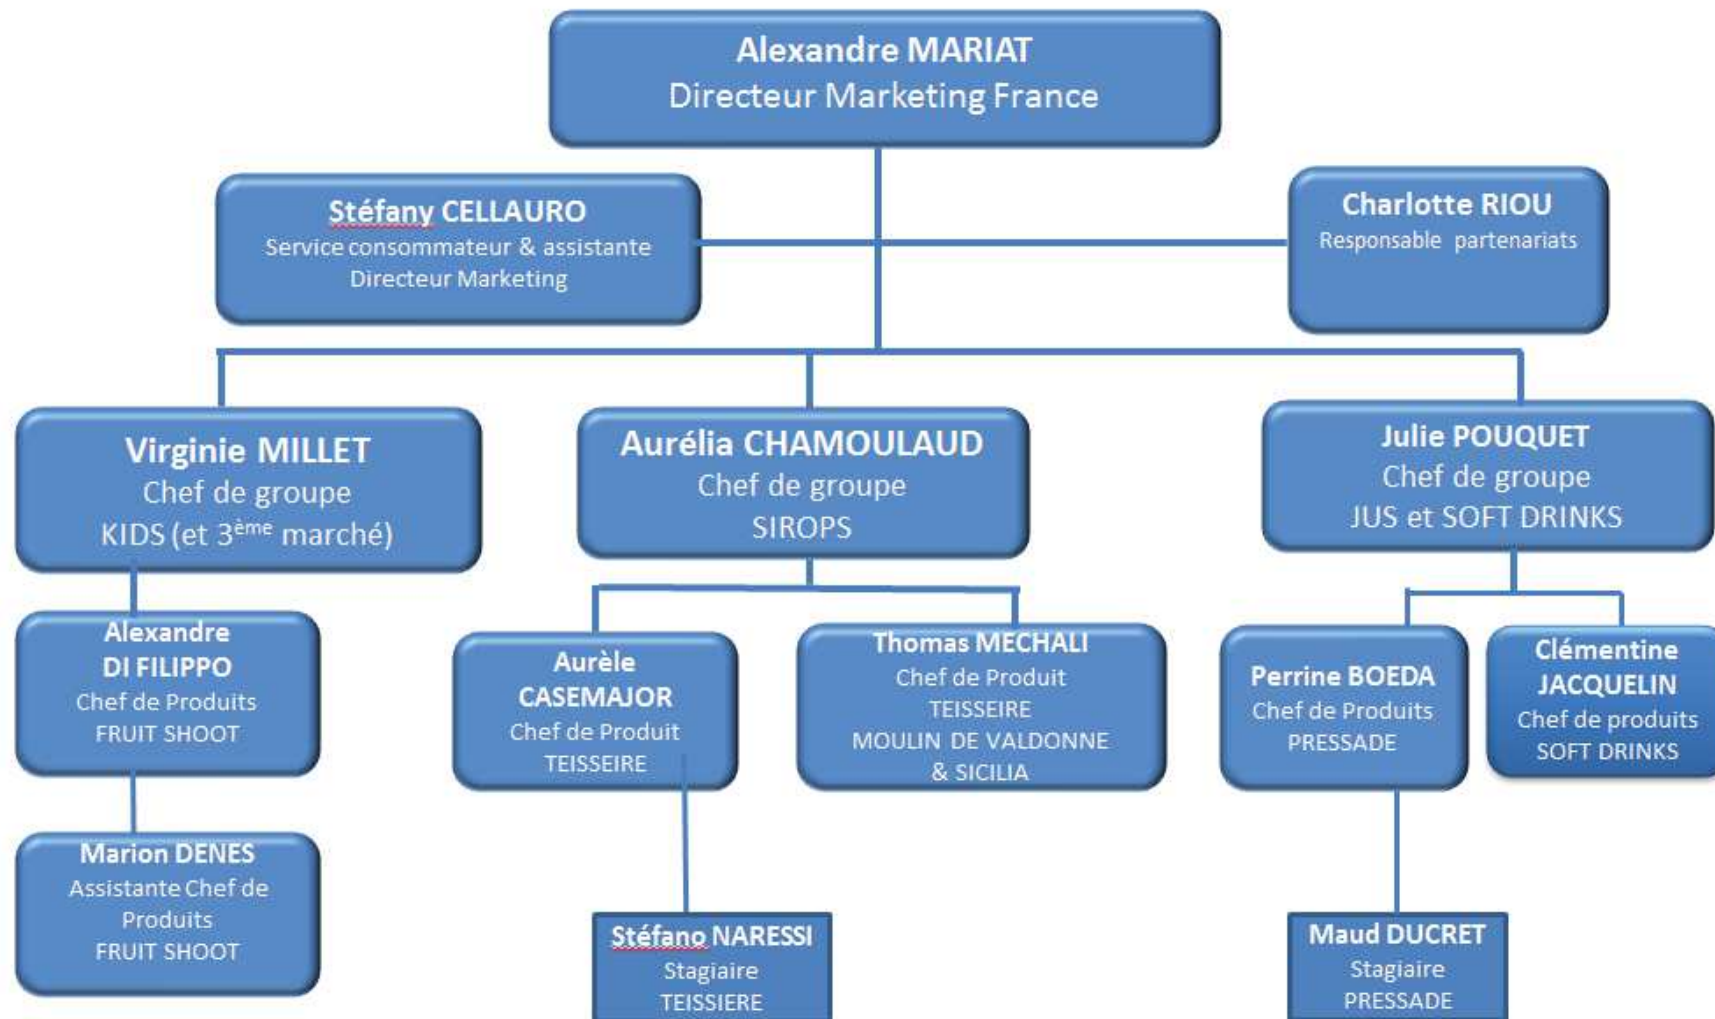 Alexandre MARIAT
Directeur Marketing France
Stéfany CELLAURO
Service consommateur & assistante
Directeur Marketing
Charlotte RIOU
Responsable partenariats
Virginie MILLET
Chef de groupe
KIDS (et 3ème marché)
Aurélia CHAMOULAUD
Chef de groupe
SIROPS
Julie POUQUET
Chef de groupe
JUS et SOFT DRINKS
Alexandre
DI FILIPPO
Chef de Produits
FRUIT SHOOT
Aurèle
CASEMAJOR
Chef de Produit
TEISSEIRE
Thomas MECHALI
Chef de Produit
TEISSEIRE
MOULIN DE VALDONNE
& SICILIA
Perrine BOEDA
Chef de Produits
PRESSADE
Clémentine
JACQUELIN
Chef de produits
SOFT DRINKS
Marion DENES
Assistante Chef de
Produits
FRUIT SHOOT
Stéfano NARESSI
Stagiaire
TEISSIERE
Maud DUCRET
Stagiaire
PRESSADE